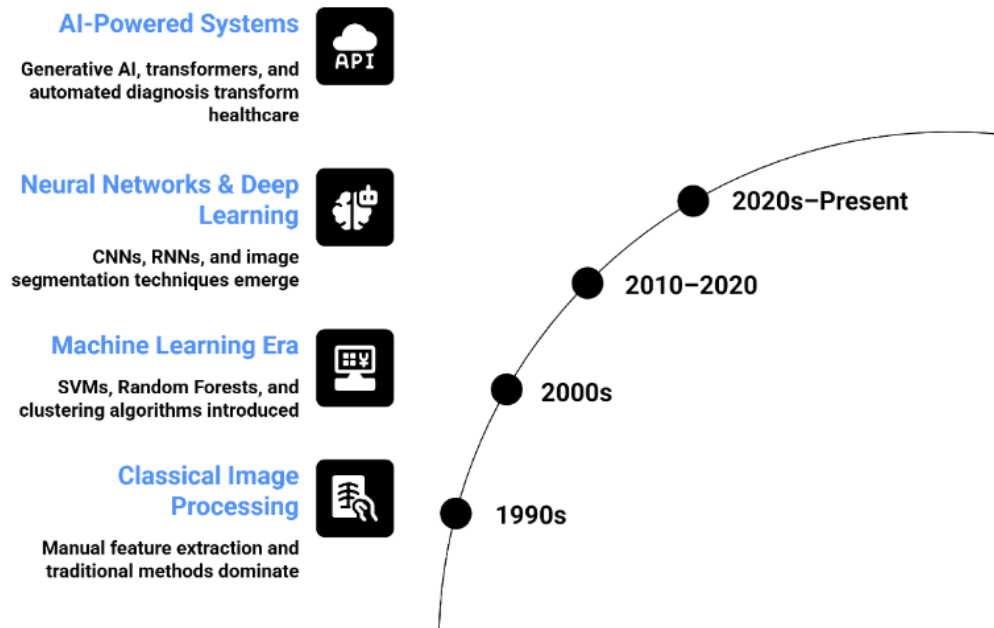 AI-Powered Systems
API
Generative AI, transformers, and
automated diagnosis transform
healthcare
Neural Networks & Deep
Learning
CNNs, RNNs, and image
segmentation techniques emerge
Machine Learning Era
SVMs, Random Forests, and
clustering algorithms introduced
Classical Image
Processing
Manual feature extraction and
traditional methods dominate
2020s–Present
2010–2020
2000s
1990s